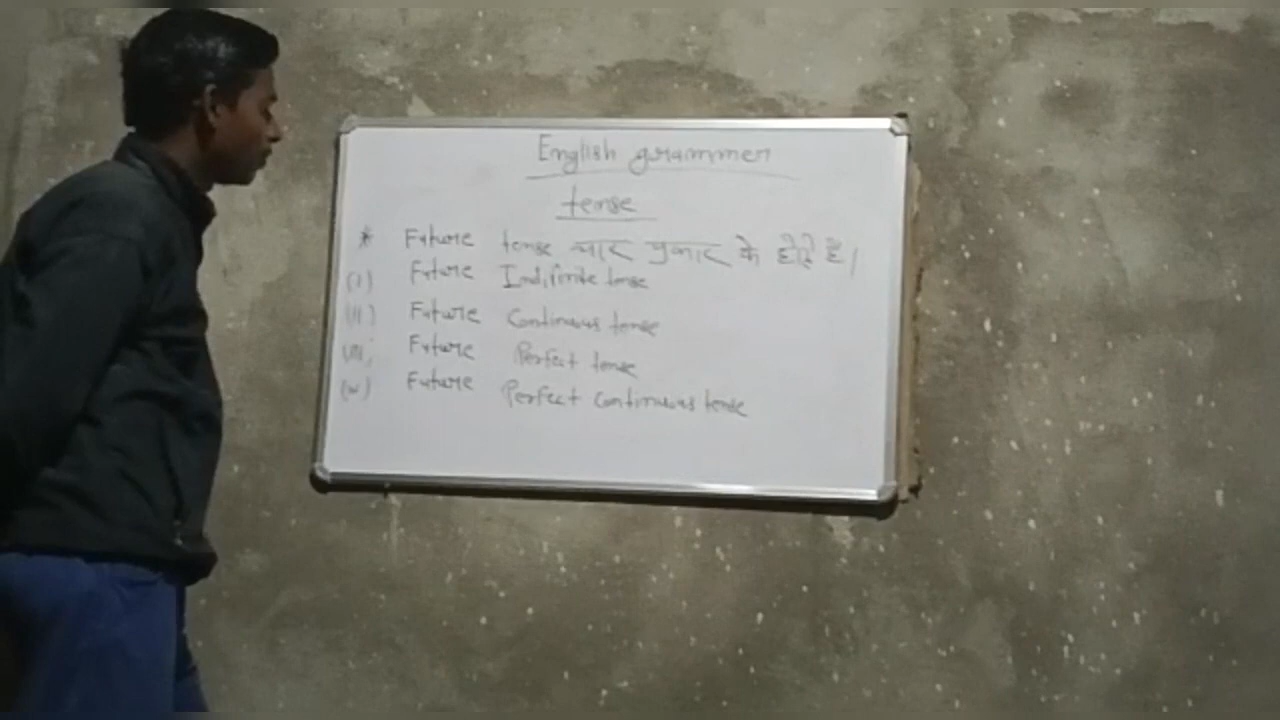 English grammer
tense
* Future tense चार प्रकार के होते हैं।
(i) Future Indifinite tense
(ii) Future Continuous tense
(iii) Future Perfect tense
(iv) Future Perfect Continuous tense